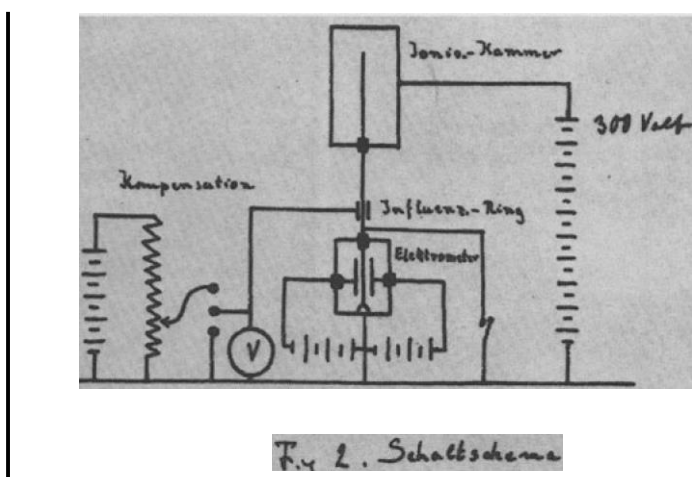 Ionis.-Kammer
300 Volt
Kompensation
Influenz.-Ring
Elektrometer
V
Fig 2. Schaltschema